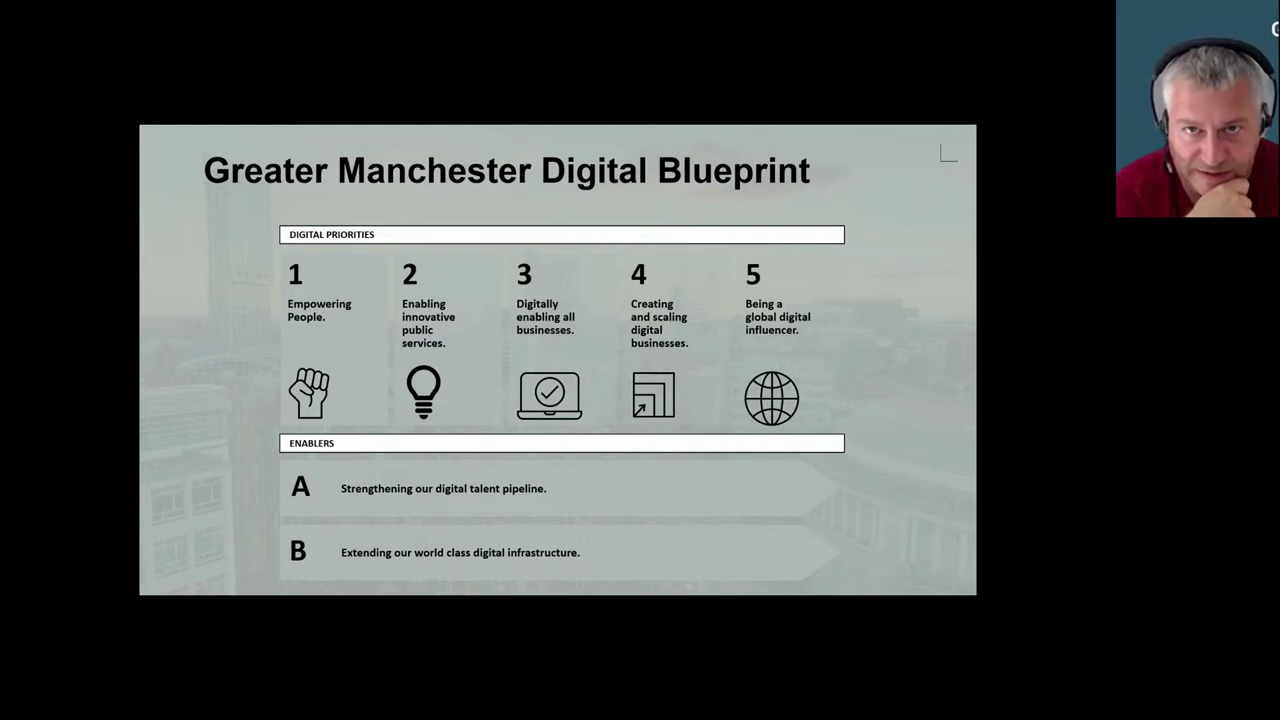 Greater Manchester Digital Blueprint
DIGITAL PRIORITIES
1
Empowering
People.
2
Enabling
innovative
public
services.
3
Digitally
enabling all
businesses.
4
Creating
and scaling
digital
businesses.
5
Being a
global digital
influencer.
ENABLERS
A
Strengthening our digital talent pipeline.
B
Extending our world class digital infrastructure.